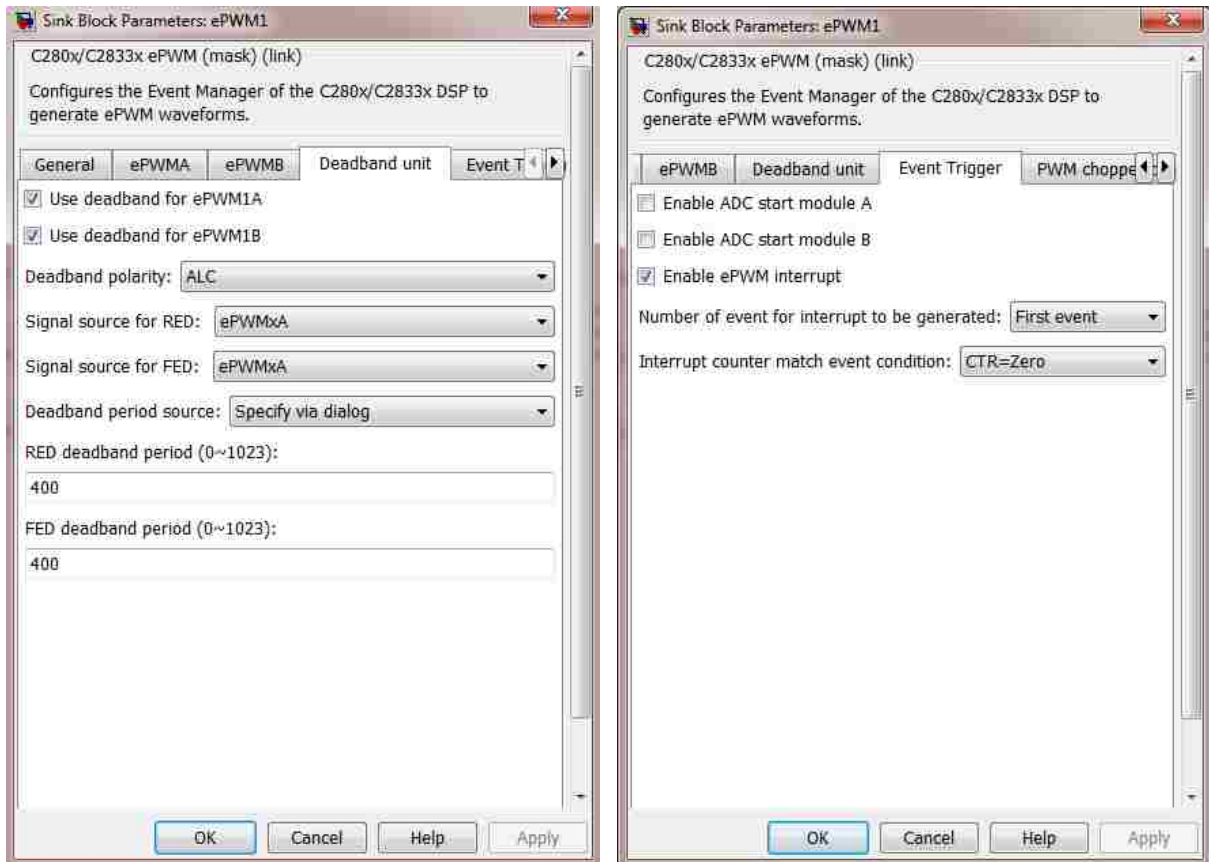 Sink Block Parameters: ePWM1
C280x/C2833x ePWM (mask) (link)
Configures the Event Manager of the C280x/C2833x DSP to
generate ePWM waveforms.
General ePWMA ePWMB Deadband unit Event T
Use deadband for ePWM1A
Use deadband for ePWM1B
Deadband polarity: ALC
Signal source for RED: ePWMxA
Signal source for FED: ePWMxA
Deadband period source: Specify via dialog
RED deadband period (0~1023):
400
FED deadband period (0~1023):
400
OK Cancel Help Apply
Sink Block Parameters: ePWM1
C280x/C2833x ePWM (mask) (link)
Configures the Event Manager of the C280x/C2833x DSP to
generate ePWM waveforms.
ePWMB Deadband unit Event Trigger PWM choppe
Enable ADC start module A
Enable ADC start module B
Enable ePWM interrupt
Number of event for interrupt to be generated: First event
Interrupt counter match event condition: CTR=Zero
OK Cancel Help Apply